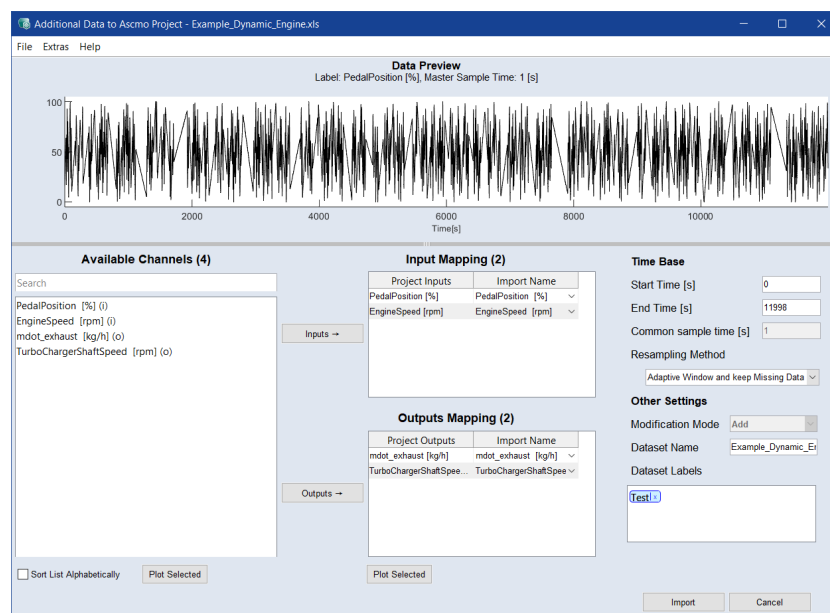 Additional Data to Ascmo Project - Example_Dynamic_Engine.xls
File Extras Help
Data Preview
Label: PedalPosition [%], Master Sample Time: 1 [s]
100
50
0
0 2000 4000 6000 8000 10000
Time[s]
Available Channels (4)
Search
PedalPosition [%] (i)
EngineSpeed [rpm] (i)
mdot_exhaust [kg/h] (o)
TurboChargerShaftSpeed [rpm] (o)
Sort List Alphabetically
Plot Selected
Inputs →
Outputs →
Input Mapping (2)
Project Inputs Import Name
PedalPosition [%] PedalPosition [%]
EngineSpeed [rpm] EngineSpeed [rpm]
Outputs Mapping (2)
Project Outputs Import Name
mdot_exhaust [kg/h] mdot_exhaust [kg/h]
TurboChargerShaftSpee... TurboChargerShaftSpee
Plot Selected
Time Base
Start Time [s] 0
End Time [s] 11998
Common sample time [s] 1
Resampling Method
Adaptive Window and keep Missing Data
Other Settings
Modification Mode Add
Dataset Name Example_Dynamic_Er
Dataset Labels
Test x
Import Cancel